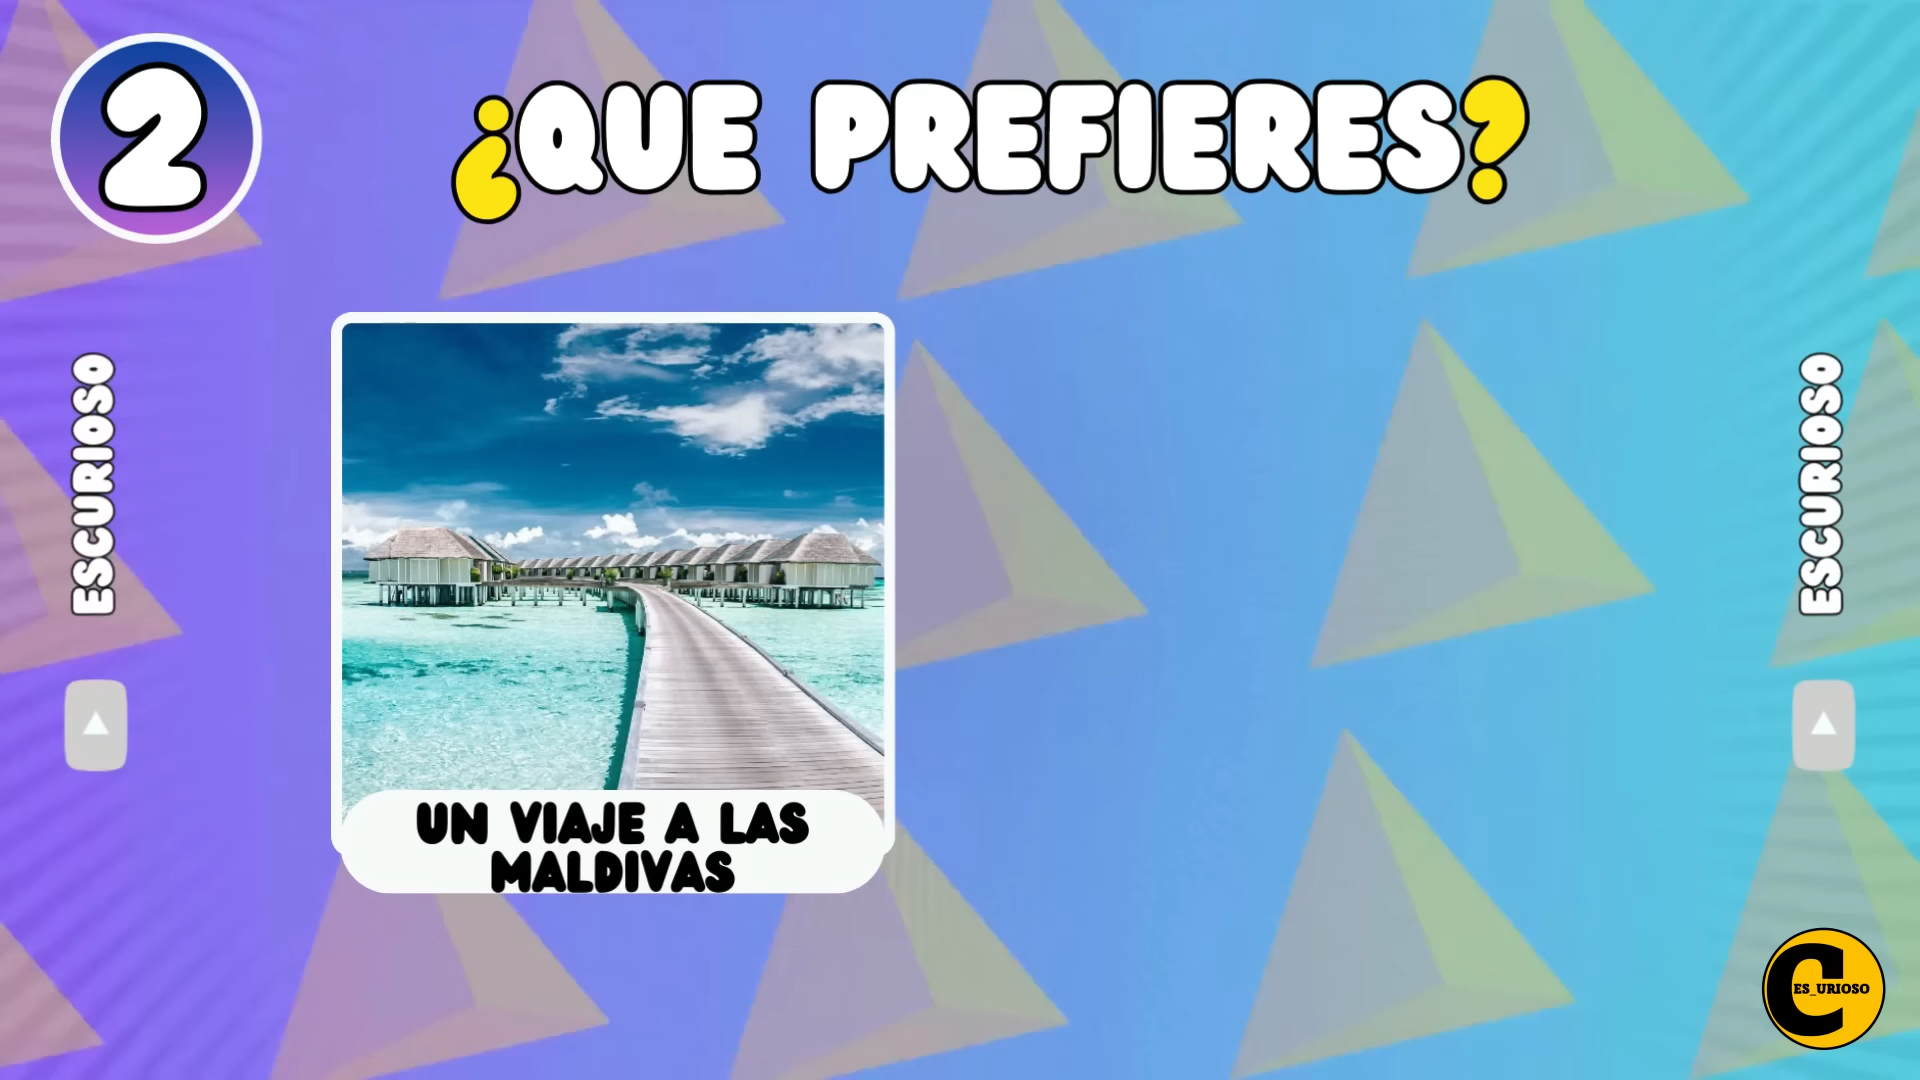 2
¿QUE PREFIERES?
ESCURIOSO
ESCURIOSO
UN VIAJE A LAS
MALDIVAS
C
ES_URIOSO